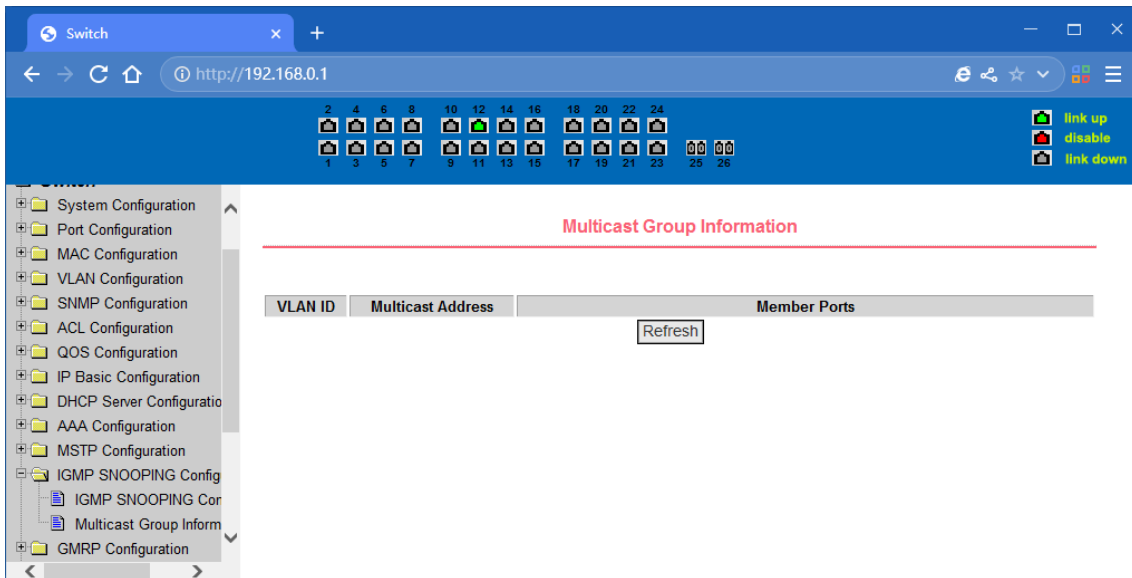 Switch
http://192.168.0.1
2 4 6 8 10 12 14 16 18 20 22 24
1 3 5 7 9 11 13 15 17 19 21 23 25 26
link up
disable
link down
System Configuration
Port Configuration
MAC Configuration
VLAN Configuration
SNMP Configuration
ACL Configuration
QOS Configuration
IP Basic Configuration
DHCP Server Configuratio
AAA Configuration
MSTP Configuration
IGMP SNOOPING Config
IGMP SNOOPING Con
Multicast Group Inform
GMRP Configuration
Multicast Group Information
VLAN ID Multicast Address Member Ports
Refresh